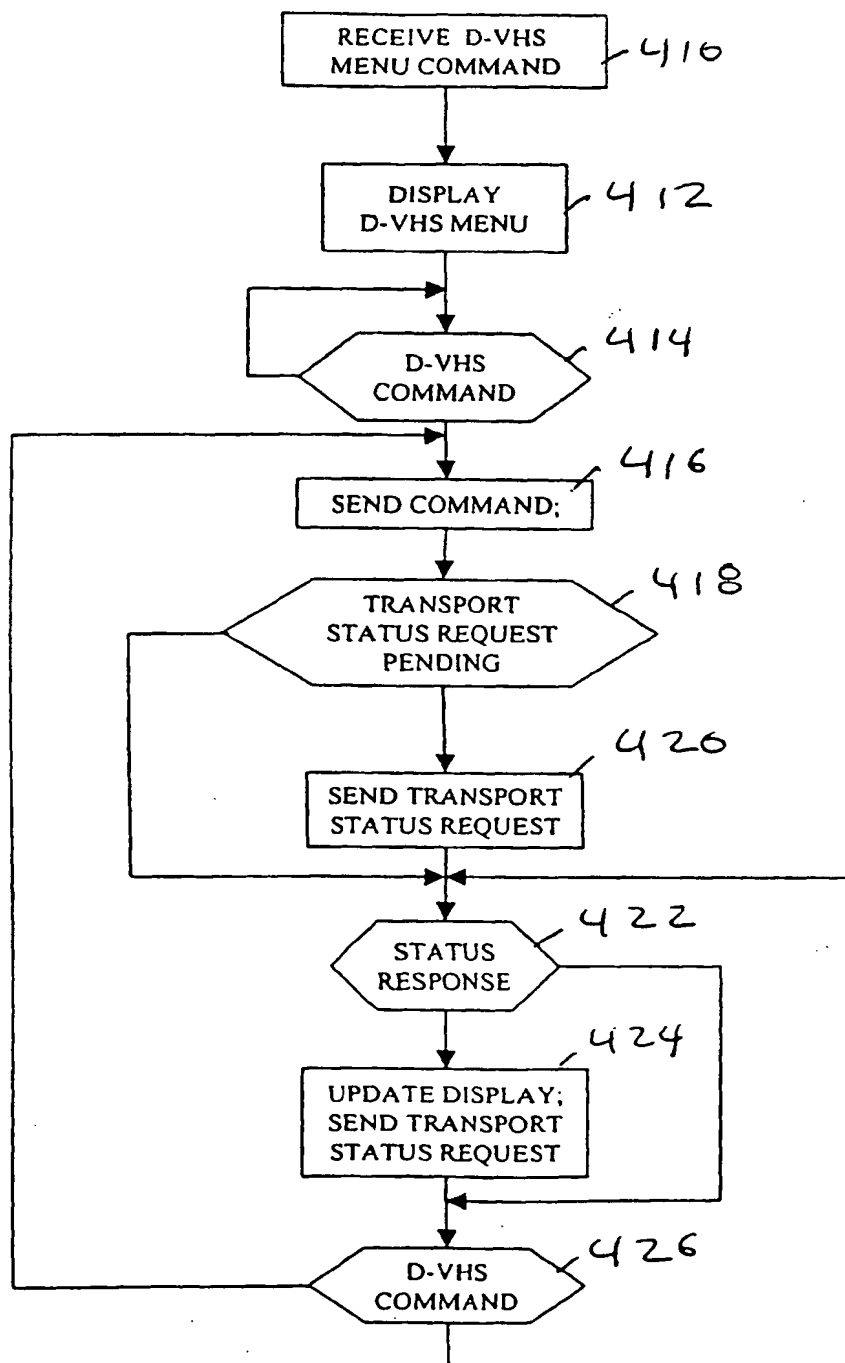 RECEIVE D-VHS
MENU COMMAND
410
DISPLAY
D-VHS MENU
412
D-VHS
COMMAND
414
SEND COMMAND;
416
TRANSPORT
STATUS REQUEST
PENDING
418
SEND TRANSPORT
STATUS REQUEST
420
STATUS
RESPONSE
422
UPDATE DISPLAY;
SEND TRANSPORT
STATUS REQUEST
424
D-VHS
COMMAND
426